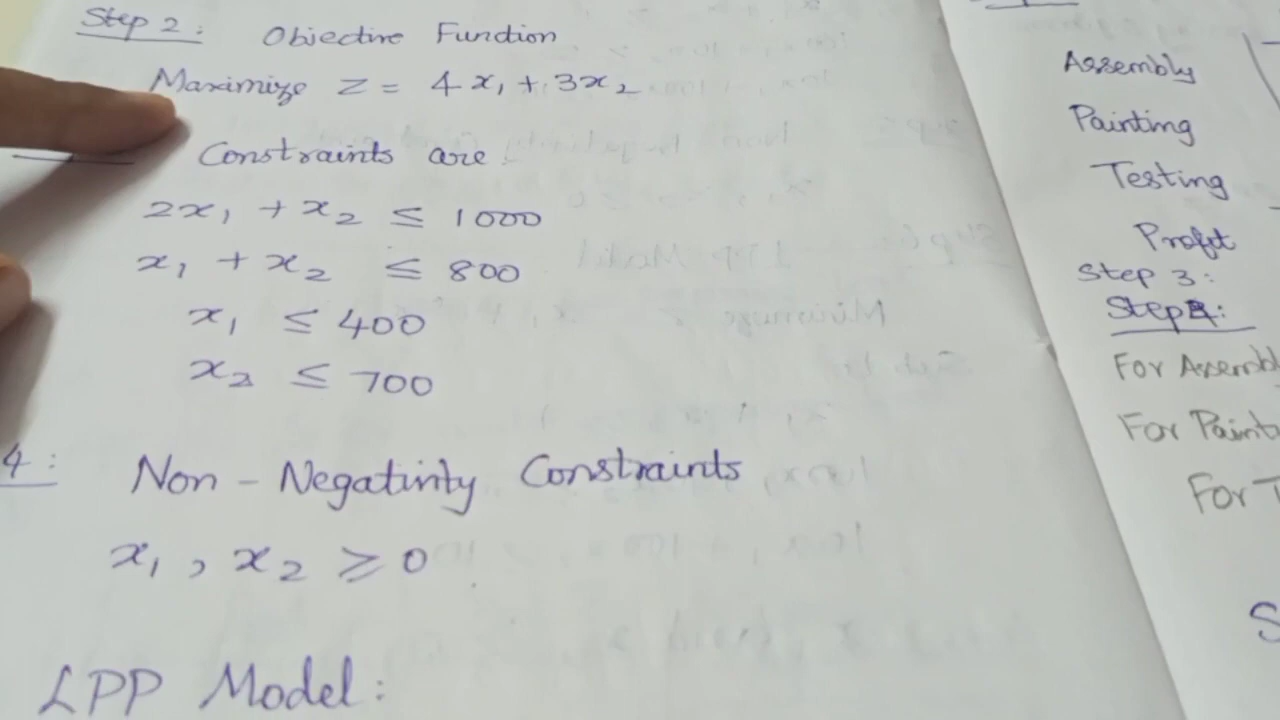 Step 2: Objective Function
Maximize Z = 4x₁ + 3x₂
Constraints are:
2x₁ + x₂ ≤ 1000
x₁ + x₂ ≤ 800
x₁ ≤ 400
x₂ ≤ 700
4: Non-Negativity Constraints
x₁, x₂ ≥ 0
LPP Model:
Assembly
Painting
Testing
Profit
Step 3:
Step 4:
For Assembl
For Paint
For T
S